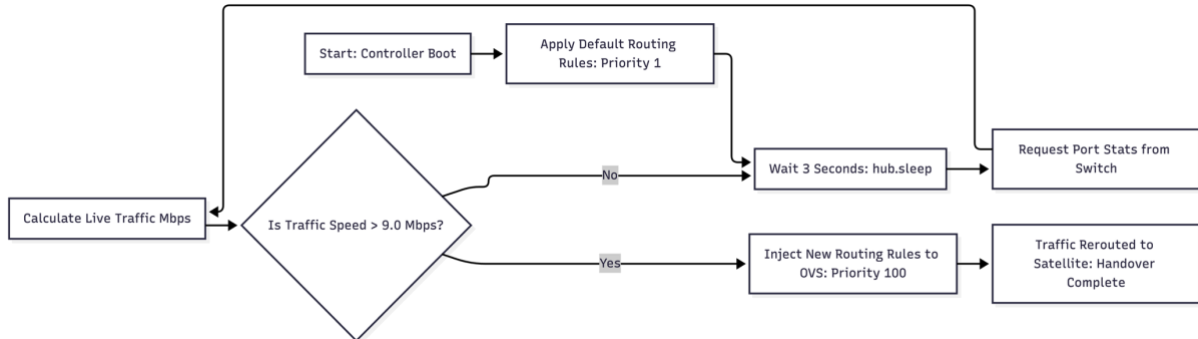 Start: Controller Boot
Apply Default Routing
Rules: Priority 1
Wait 3 Seconds: hub.sleep
Request Port Stats from
Switch
Calculate Live Traffic Mbps
Is Traffic Speed > 9.0 Mbps?
No
Yes
Inject New Routing Rules to
OVS: Priority 100
Traffic Rerouted to
Satellite: Handover
Complete